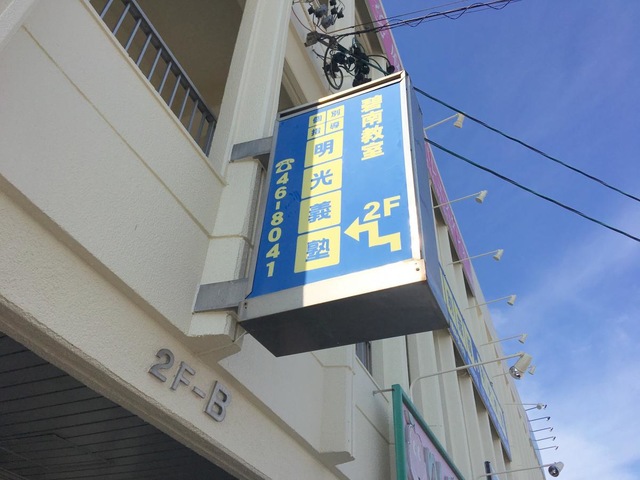 碧南教室
2F
個別
指導
明光義塾
☎46-8041
2F-B